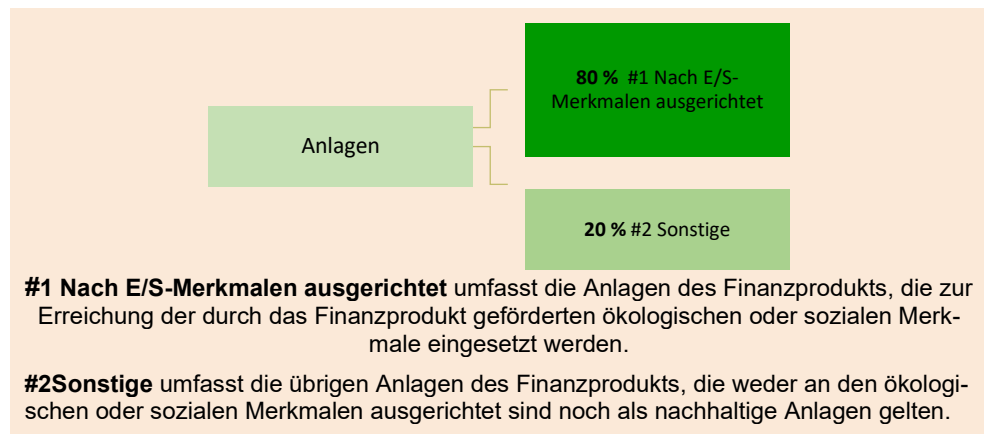 80 % #1 Nach E/S-
Merkmalen ausgerichtet
Anlagen
20 % #2 Sonstige
#1 Nach E/S-Merkmalen ausgerichtet umfasst die Anlagen des Finanzprodukts, die zur
Erreichung der durch das Finanzprodukt geförderten ökologischen oder sozialen Merk-
male eingesetzt werden.
#2Sonstige umfasst die übrigen Anlagen des Finanzprodukts, die weder an den ökologi-
schen oder sozialen Merkmalen ausgerichtet sind noch als nachhaltige Anlagen gelten.